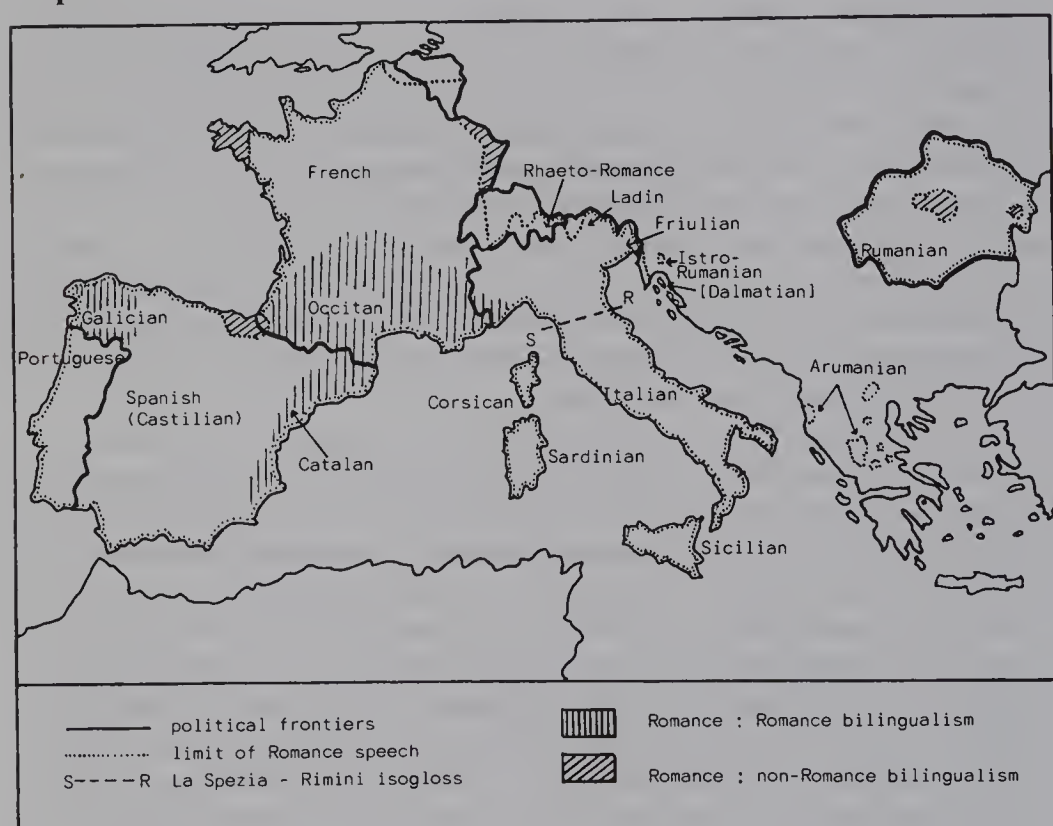 French
Rhaeto-Romance
Ladin
Friulian
Istro-
Rumanian
[Dalmatian]
Rumanian
Occitan
Galician
Portuguese
Spanish
(Castilian)
Catalan
R
S
Corsican
Italian
Sardinian
Sicilian
Arumanian
political frontiers
limit of Romance speech
S----R La Spezia - Rimini isogloss
Romance : Romance bilingualism
Romance : non-Romance bilingualism